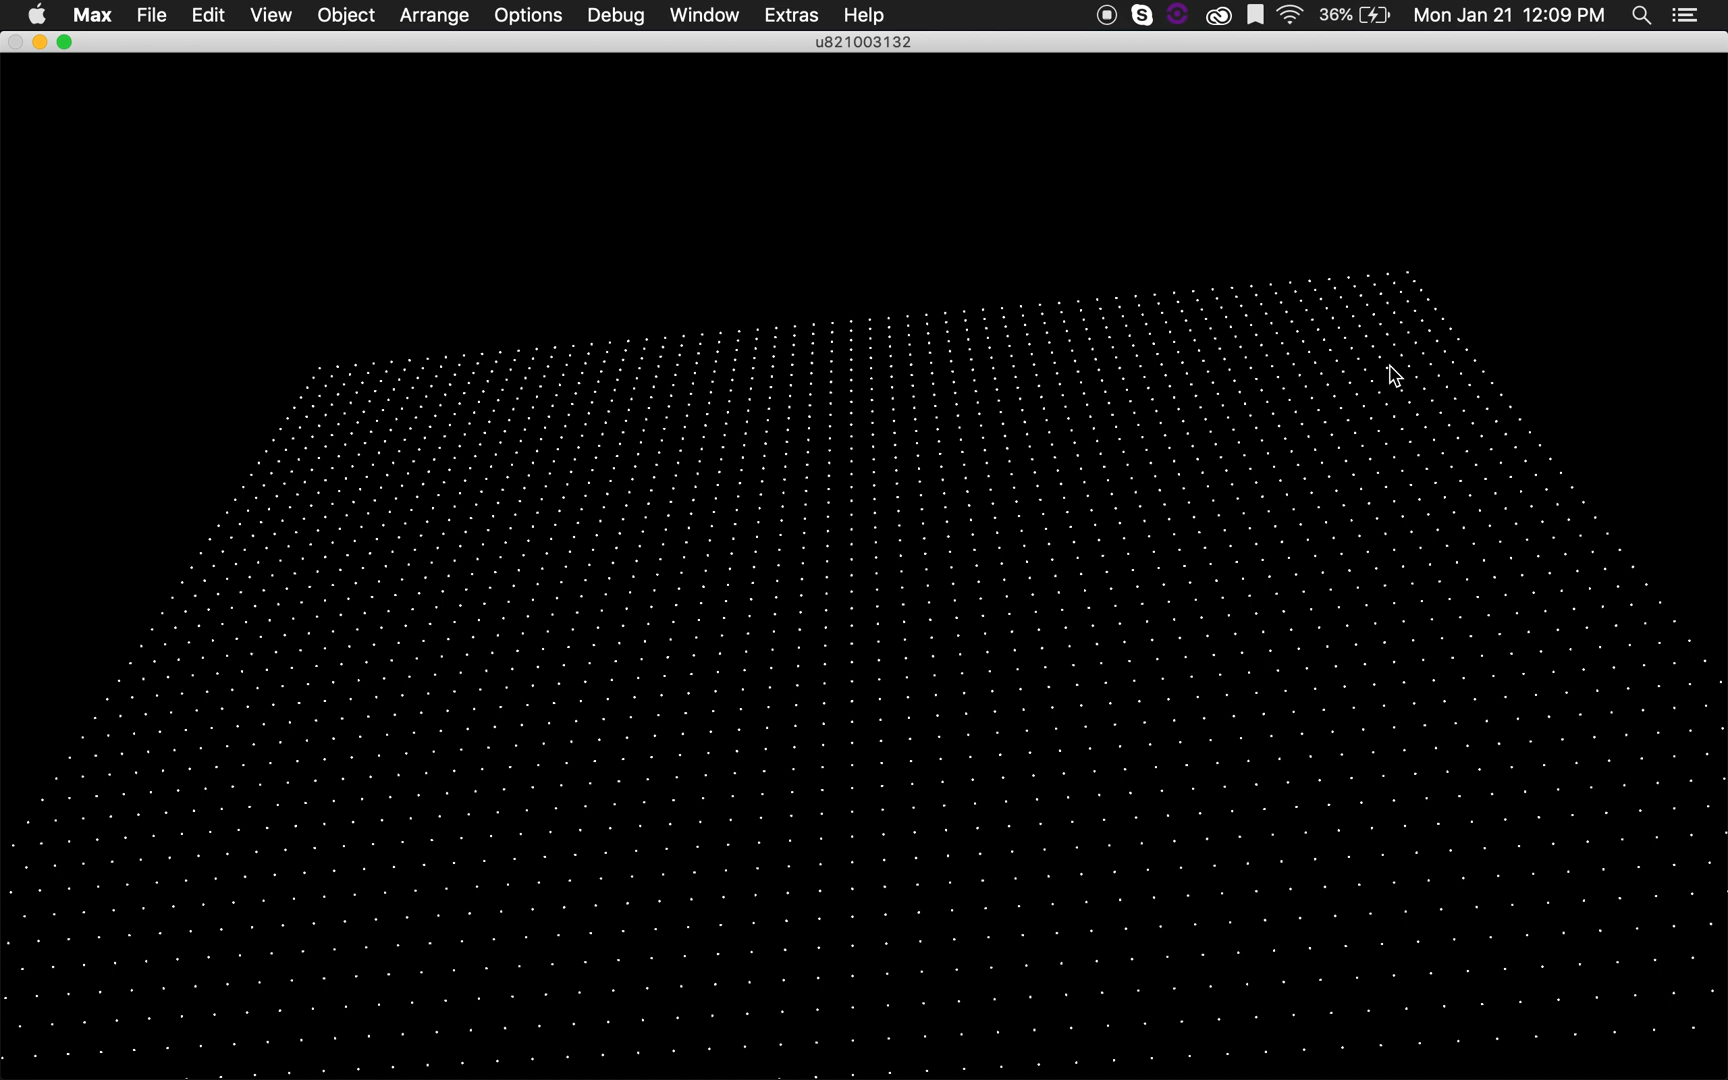 Max File Edit View Object Arrange Options Debug Window Extras Help 36% Mon Jan 21 12:09 PM
u821003132